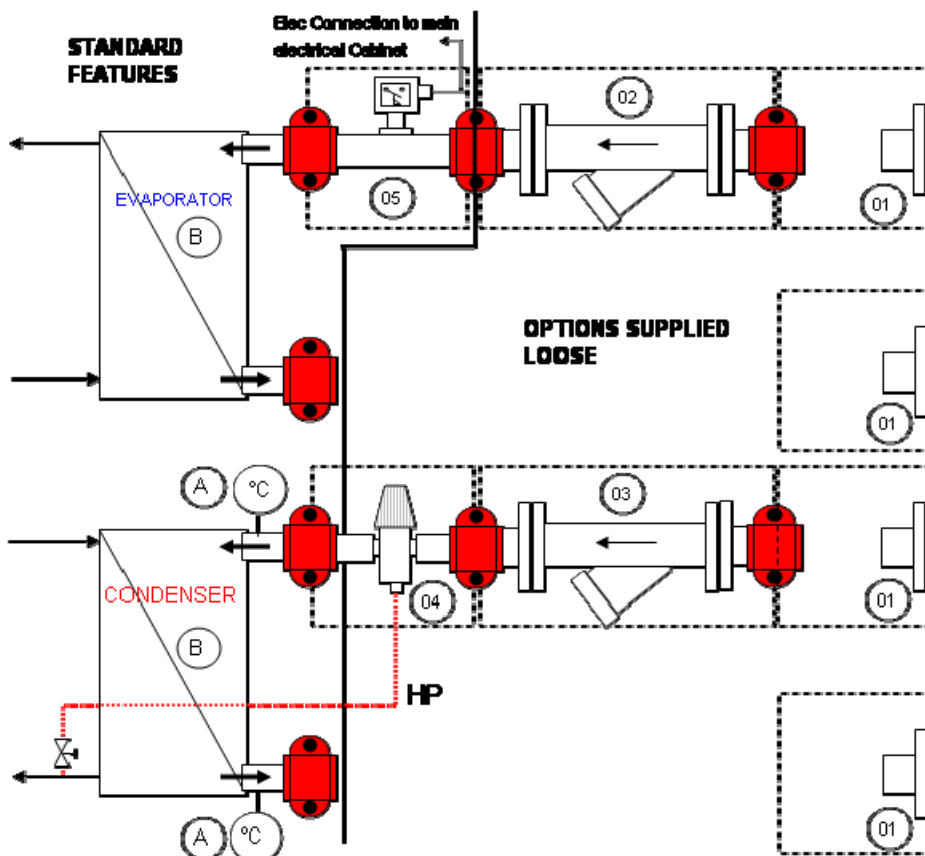 Elec Connection to main
electrical Cabinet
STANDARD
FEATURES
02
EVAPORATOR
05
01
B
OPTIONS SUPPLIED
LOOSE
01
A
°C
03
CONDENSER
04
01
B
HP
A
°C
01